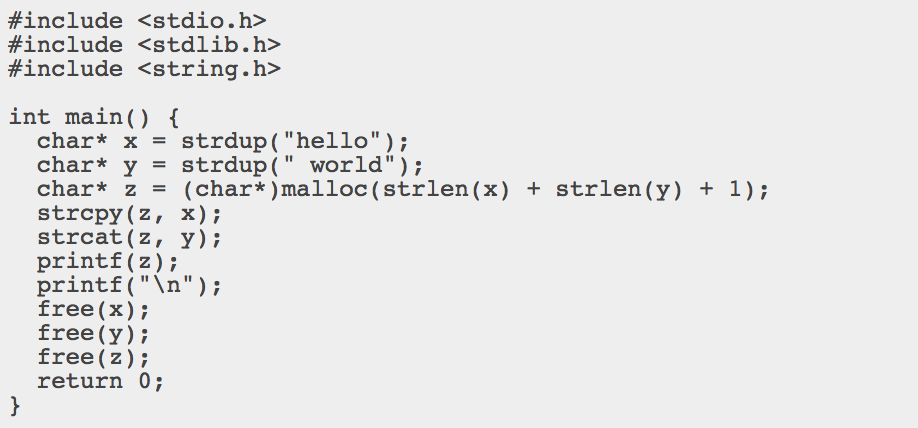 #include <stdio.h>
#include <stdlib.h>
#include <string.h>

int main() {
  char* x = strdup("hello");
  char* y = strdup(" world");
  char* z = (char*)malloc(strlen(x) + strlen(y) + 1);
  strcpy(z, x);
  strcat(z, y);
  printf(z);
  printf("\n");
  free(x);
  free(y);
  free(z);
  return 0;
}